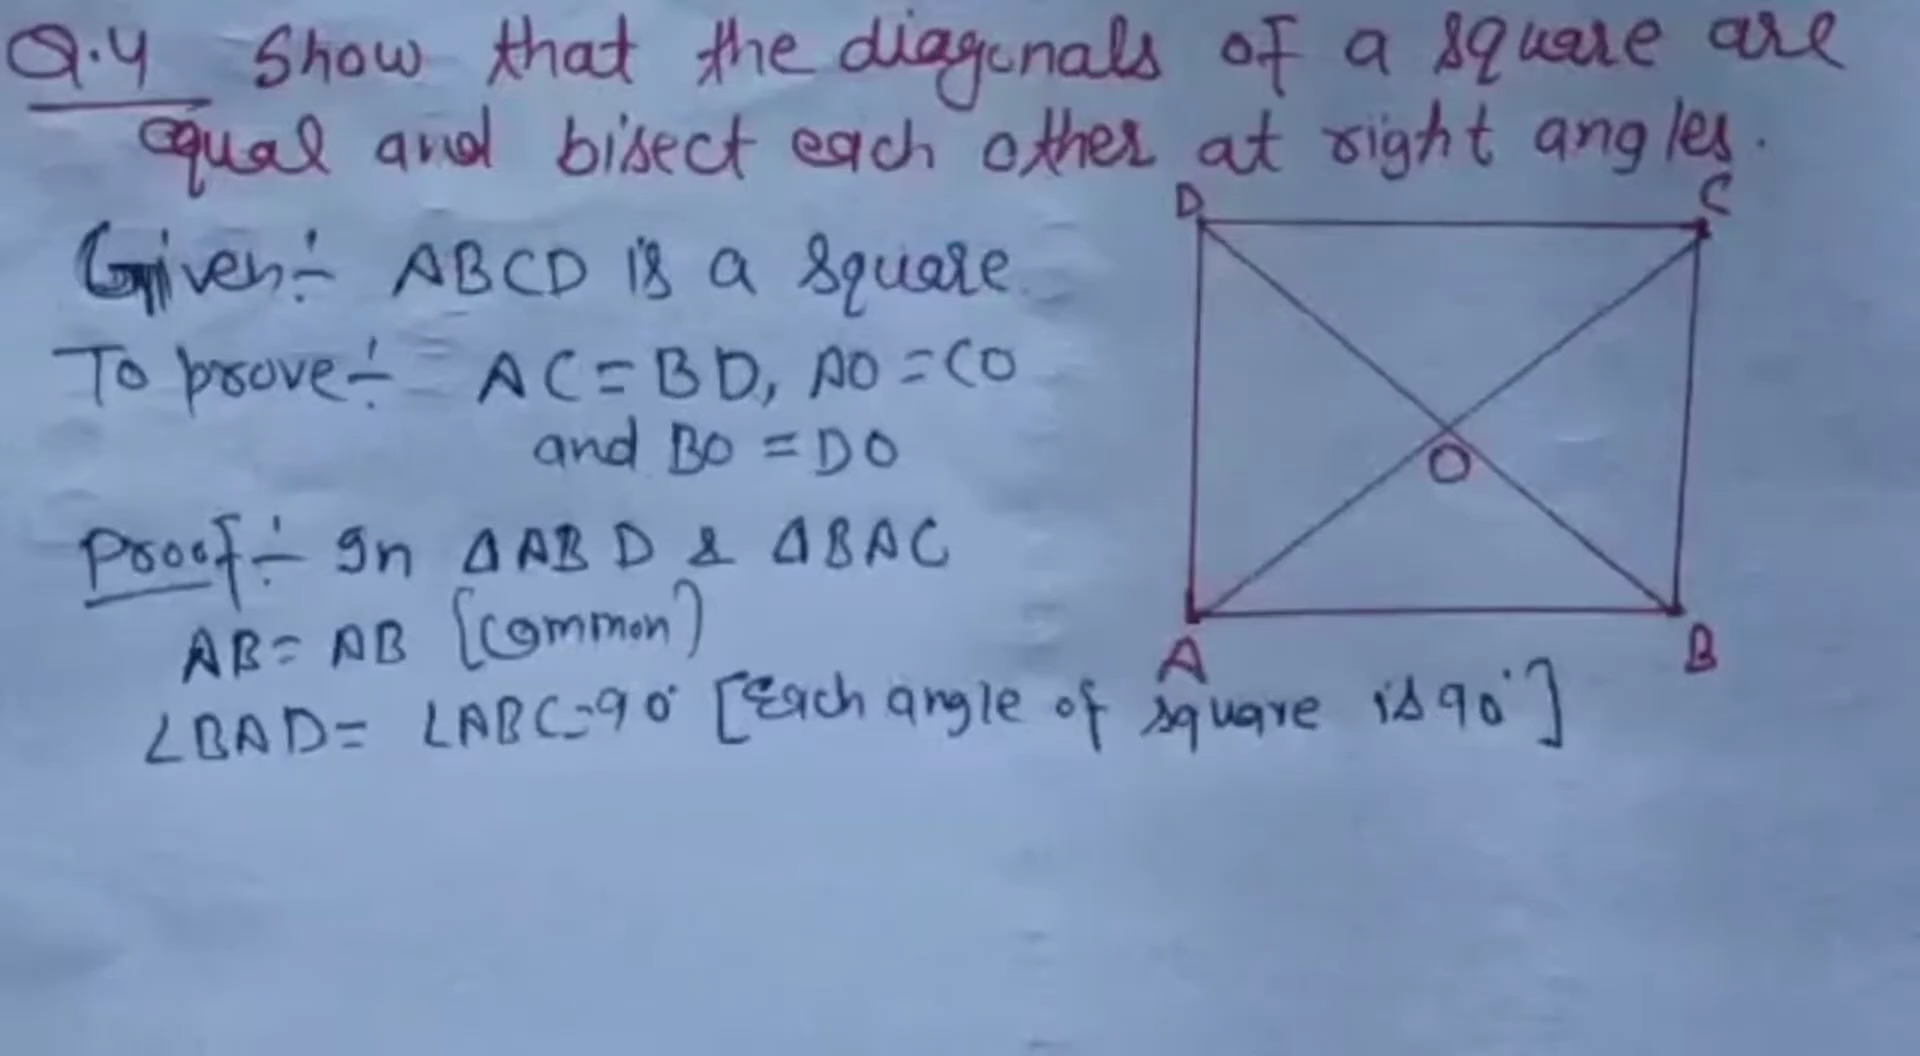 Q.4 Show that the diagonals of a square are
equal and bisect each other at right angles.
D C
Given:- ABCD is a square
To prove:- AC=BD, AO=CO
and BO=DO
O
Proof:- In ΔABD & ΔBAC
AB=AB [Common]
A B
∠BAD= ∠ABC=90° [Each angle of square is 90°]